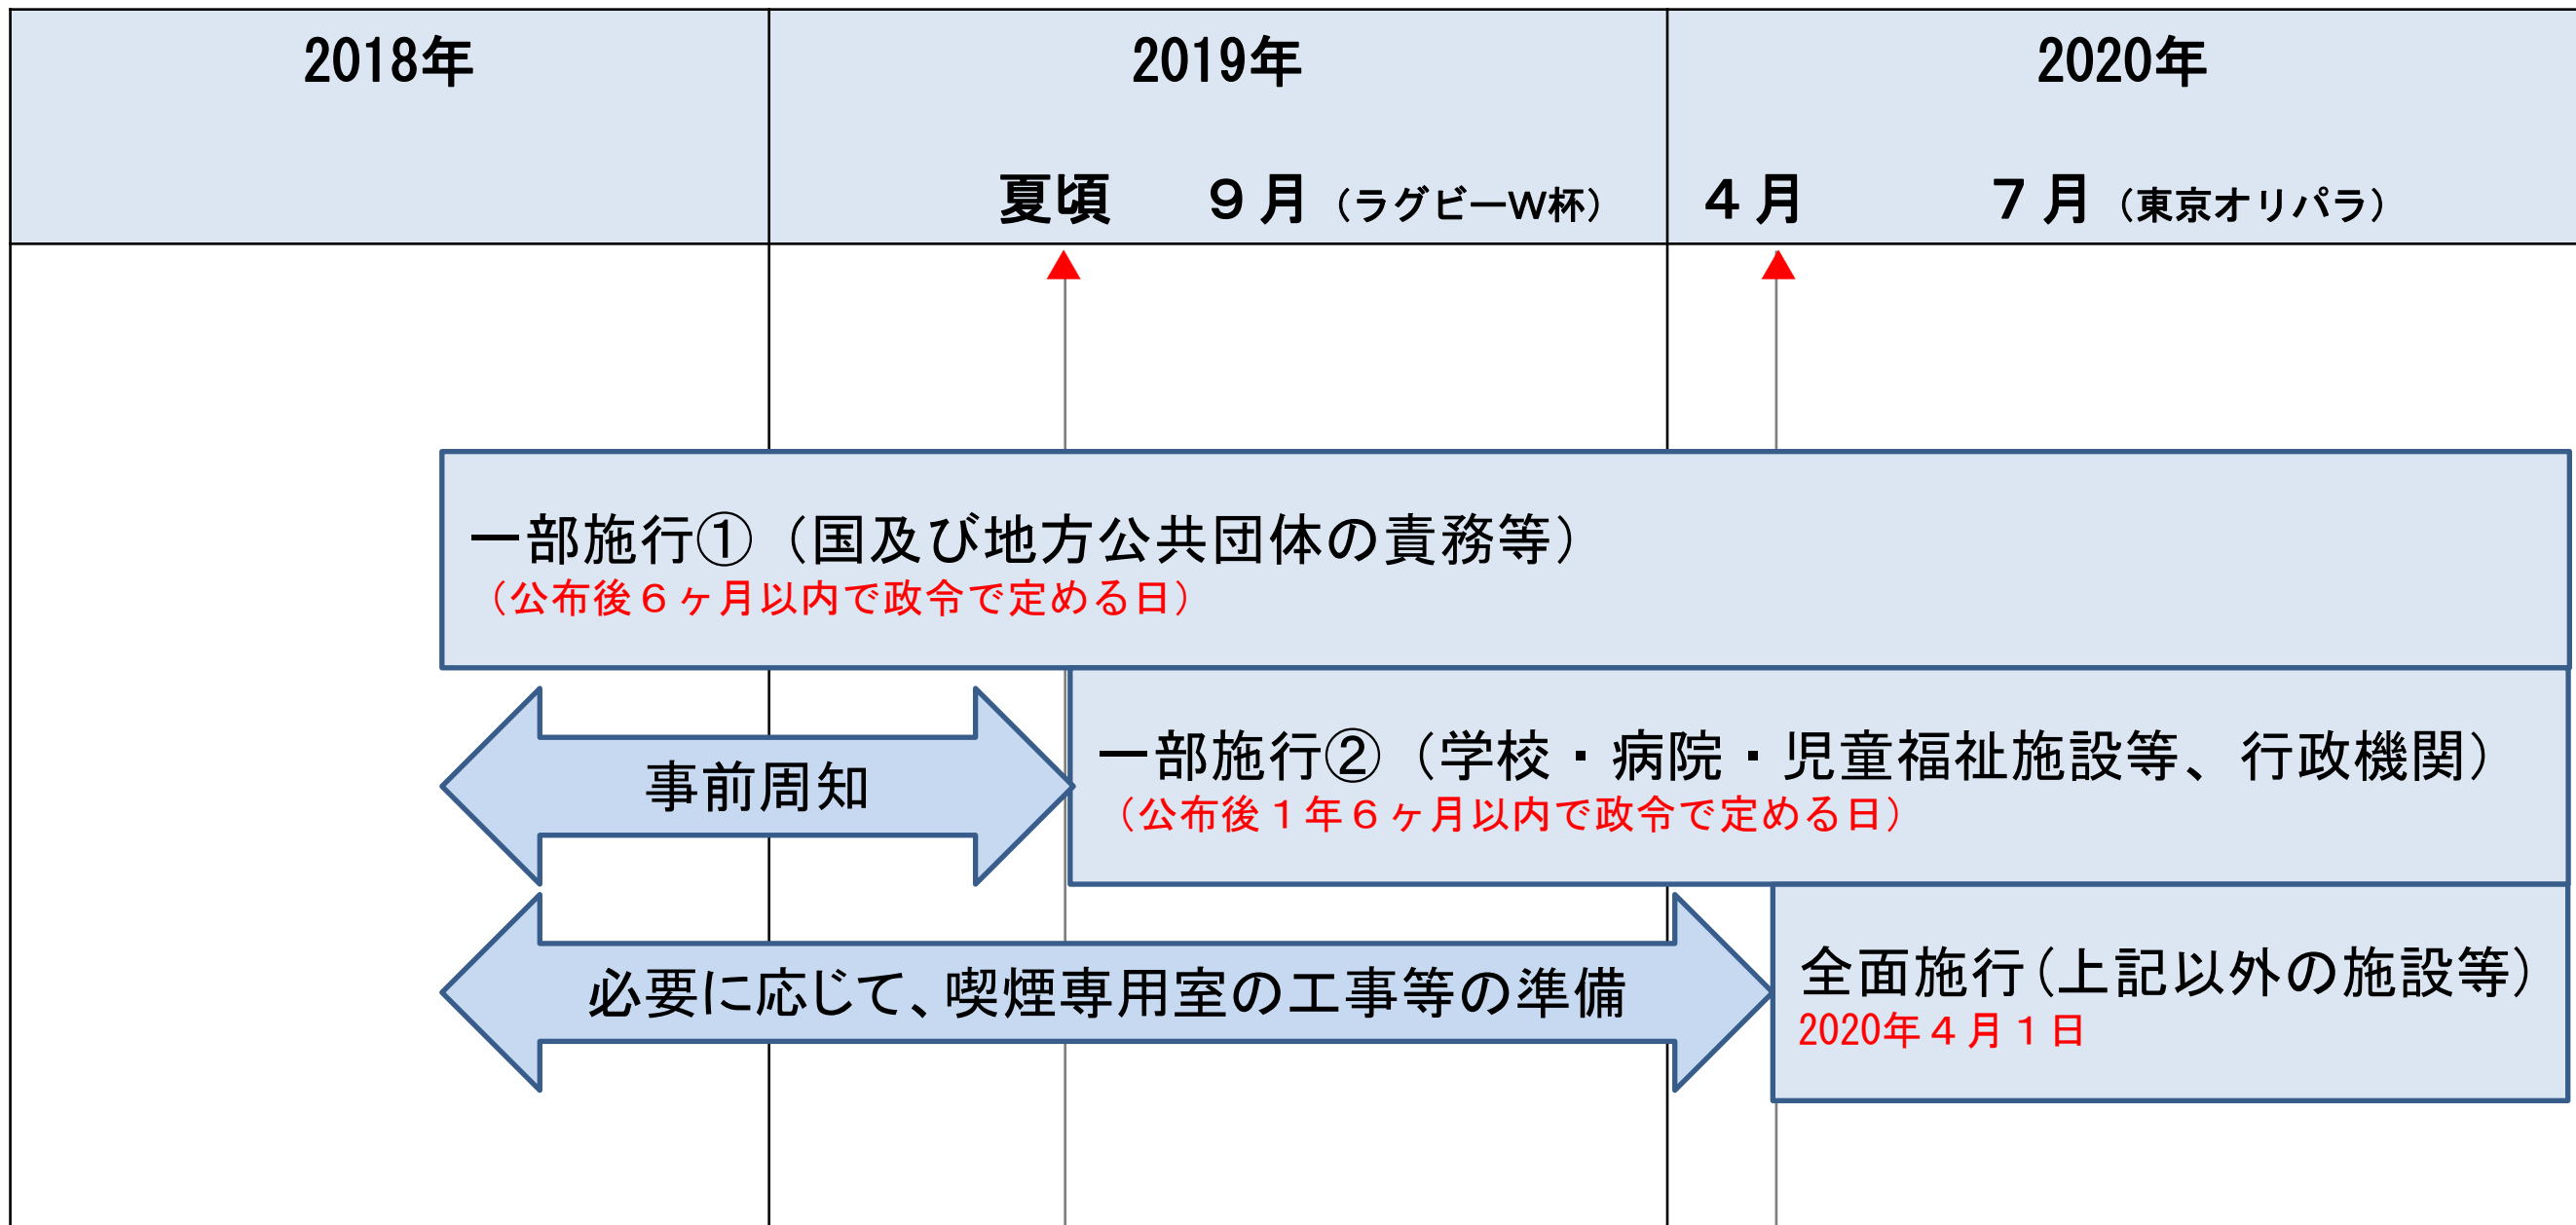 2018年
2019年
2020年
夏頃 ９月（ラグビーＷ杯）
４月 ７月（東京オリパラ）
一部施行①（国及び地方公共団体の責務等）
（公布後６ヶ月以内で政令で定める日）
事前周知
一部施行②（学校・病院・児童福祉施設等、行政機関）
（公布後１年６ヶ月以内で政令で定める日）
必要に応じて、喫煙専用室の工事等の準備
全面施行（上記以外の施設等）
2020年４月１日